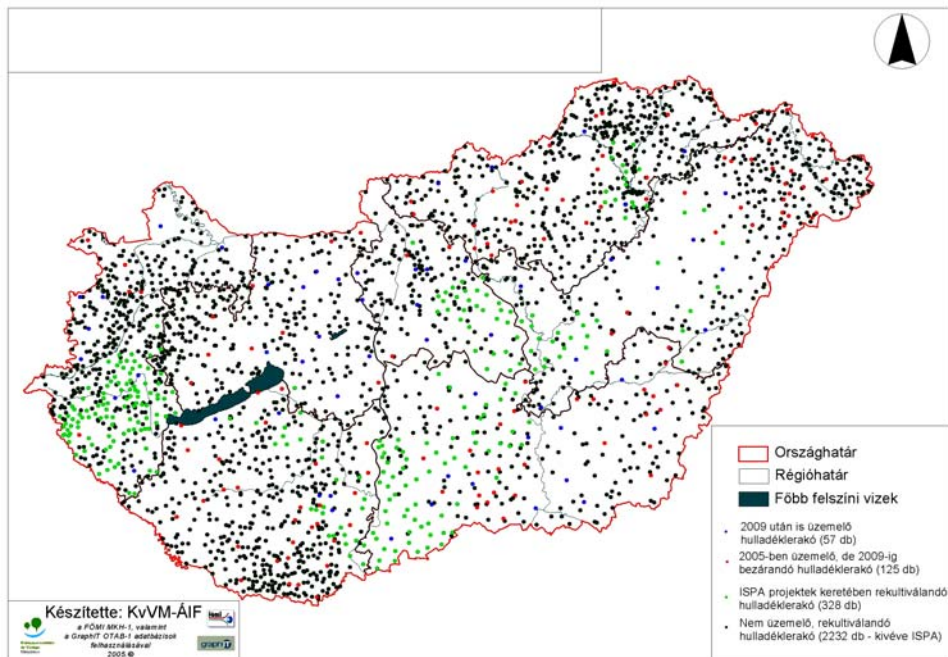 Országhatár
Régióhatár
Főbb felszíni vizek
2009 után is üzemelő
hulladéklerakó (57 db)
2005-ben üzemelő, de 2009-ig
bezárandó hulladéklerakó (125 db)
ISPA projektek keretében rekultiválandó
hulladéklerakó (328 db)
Nem üzemelő, rekultiválandó
hulladéklerakó (2232 db - kivéve ISPA)
Készítette: KvVM-ÁIF
a FÖMI MKH-1, valamint
a GraphIT OTAB-1 adatbázisok
felhasználásával
2005 ©
graphIT